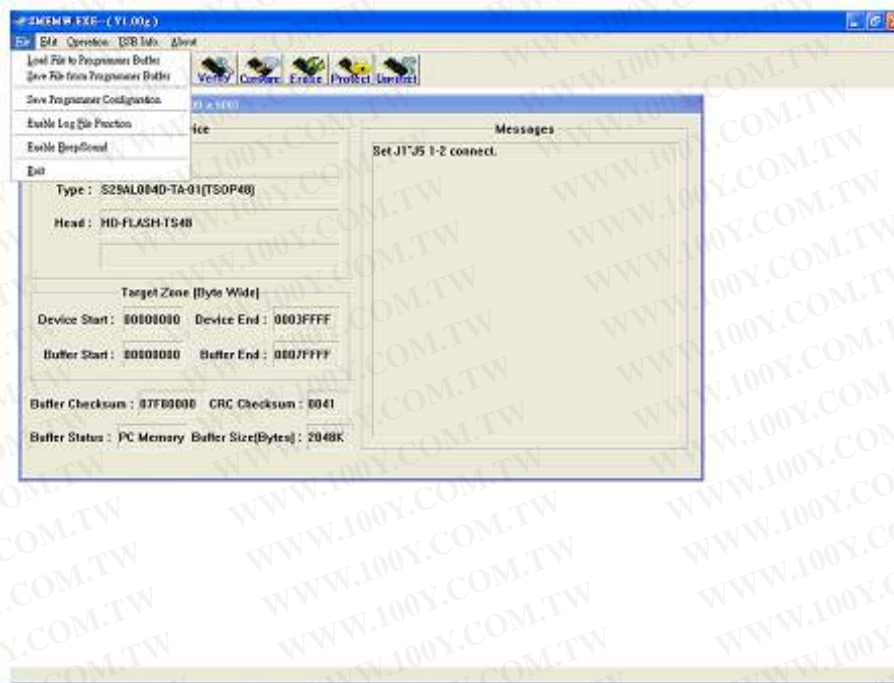 SMEMW.EXE--( V1.00g )
File Edit Operation USB Info About
Load File to Programmer Buffer
Save File from Programmer Buffer
Save Programmer Configuration
Enable Log File Function
Enable BeepSound
Exit
Verify Compare Erase Protect Unprotect
Messages
Set J1~J5 1-2 connect.
Type : S29AL004D-TA-01(TSOP48)
Head : HD-FLASH-TS48
Target Zone (Byte Wide)
Device Start : 00000000 Device End : 0003FFFF
Buffer Start : 00000000 Buffer End : 0007FFFF
Buffer Checksum : 07F80000 CRC Checksum : 0041
Buffer Status : PC Memory Buffer Size(Bytes) : 2048K
WWW.100Y.COM.TW